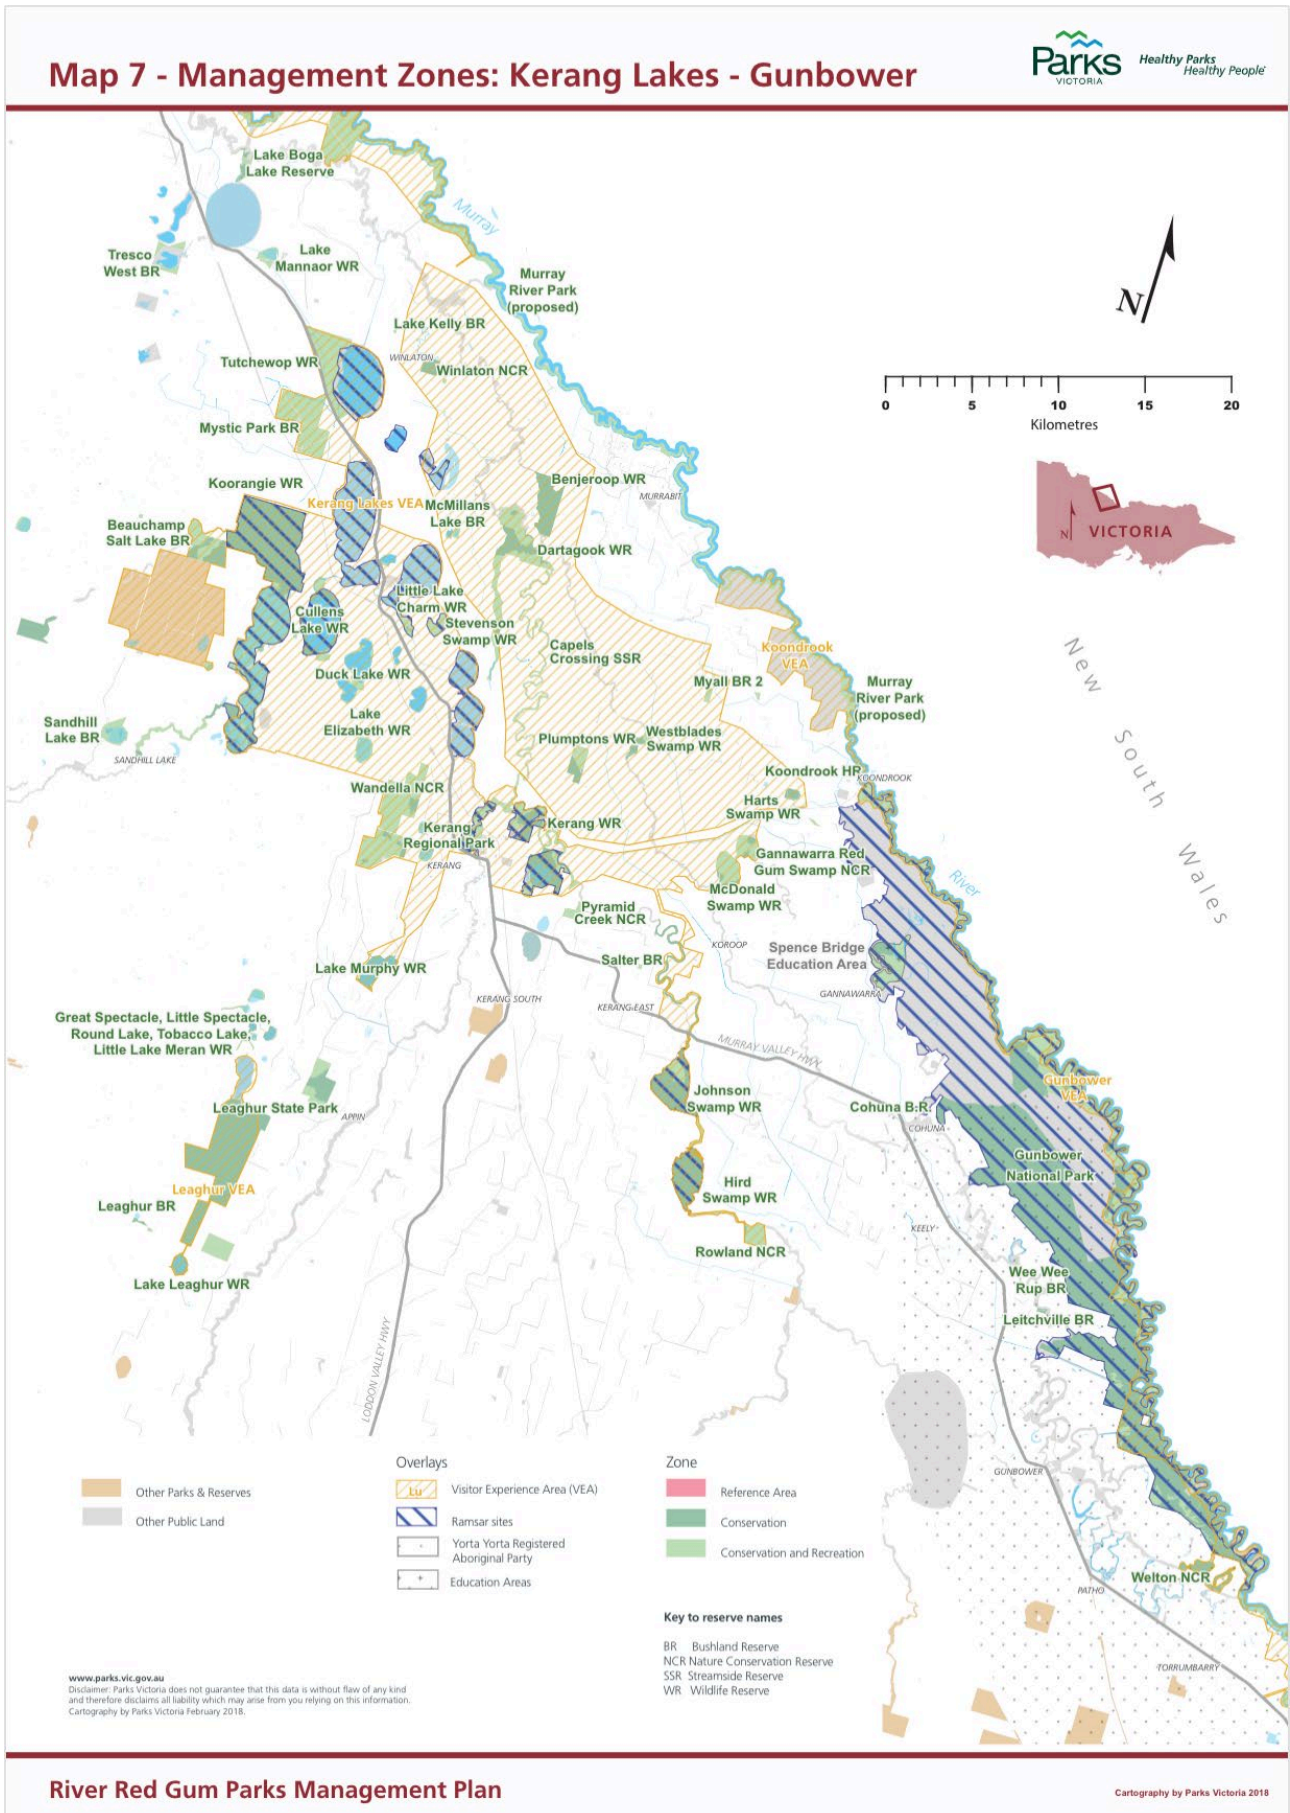 Map 7 - Management Zones: Kerang Lakes - Gunbower
Parks
VICTORIA
Healthy Parks
Healthy People
Lake Boga
Lake Reserve
Murray
Tresco
West BR
Lake
Mannaor WR
Murray
River Park
(proposed)
N
Lake Kelly BR
Tutchewop WR
WINLATON
Winlaton NCR
0 5 10 15 20
Kilometres
Mystic Park BR
Koorangie WR
Benjeroop WR
MURRABIT
Kerang Lakes VEA
McMillans
Lake BR
Beauchamp
Salt Lake BR
N
VICTORIA
Dartagook WR
Little Lake
Charm WR
Cullens
Lake WR
Stevenson
Swamp WR
Capels
Crossing SSR
Koondrook
VEA
New South Wales
Duck Lake WR
Myall BR 2
Murray
River Park
(proposed)
Lake
Elizabeth WR
Sandhill
Lake BR
SANDHILL LAKE
Plumptons WR
Westblades
Swamp WR
Koondrook HR
KOONDROOK
Wandella NCR
Harts
Swamp WR
Kerang
Regional Park
Kerang WR
KERANG
Gannawarra Red
Gum Swamp NCR
River
McDonald
Swamp WR
Pyramid
Creek NCR
KOROOP
Spence Bridge
Education Area
Salter BR
Lake Murphy WR
GANNAWARRA
KERANG SOUTH
KERANG EAST
Great Spectacle, Little Spectacle,
Round Lake, Tobacco Lake,
Little Lake Meran WR
MURRAY VALLEY HWY
Gunbower
VEA
Johnson
Swamp WR
Leaghur State Park
APPIN
Cohuna B.R.
COHUNA
Gunbower
National Park
Leaghur VEA
Hird
Swamp WR
Leaghur BR
KEELY
Rowland NCR
Lake Leaghur WR
Wee Wee
Rup BR
Leitchville BR
LODDON VALLEY HWY
GUNBOWER
Welton NCR
PATHO
TORRUMBARRY
Other Parks & Reserves
Other Public Land
Overlays
Lu
Visitor Experience Area (VEA)
Ramsar sites
Yorta Yorta Registered
Aboriginal Party
Education Areas
Zone
Reference Area
Conservation
Conservation and Recreation
Key to reserve names
BR Bushland Reserve
NCR Nature Conservation Reserve
SSR Streamside Reserve
WR Wildlife Reserve
www.parks.vic.gov.au
Disclaimer: Parks Victoria does not guarantee that this data is without flaw of any kind
and therefore disclaims all liability which may arise from you relying on this information.
Cartography by Parks Victoria February 2018.
River Red Gum Parks Management Plan
Cartography by Parks Victoria 2018